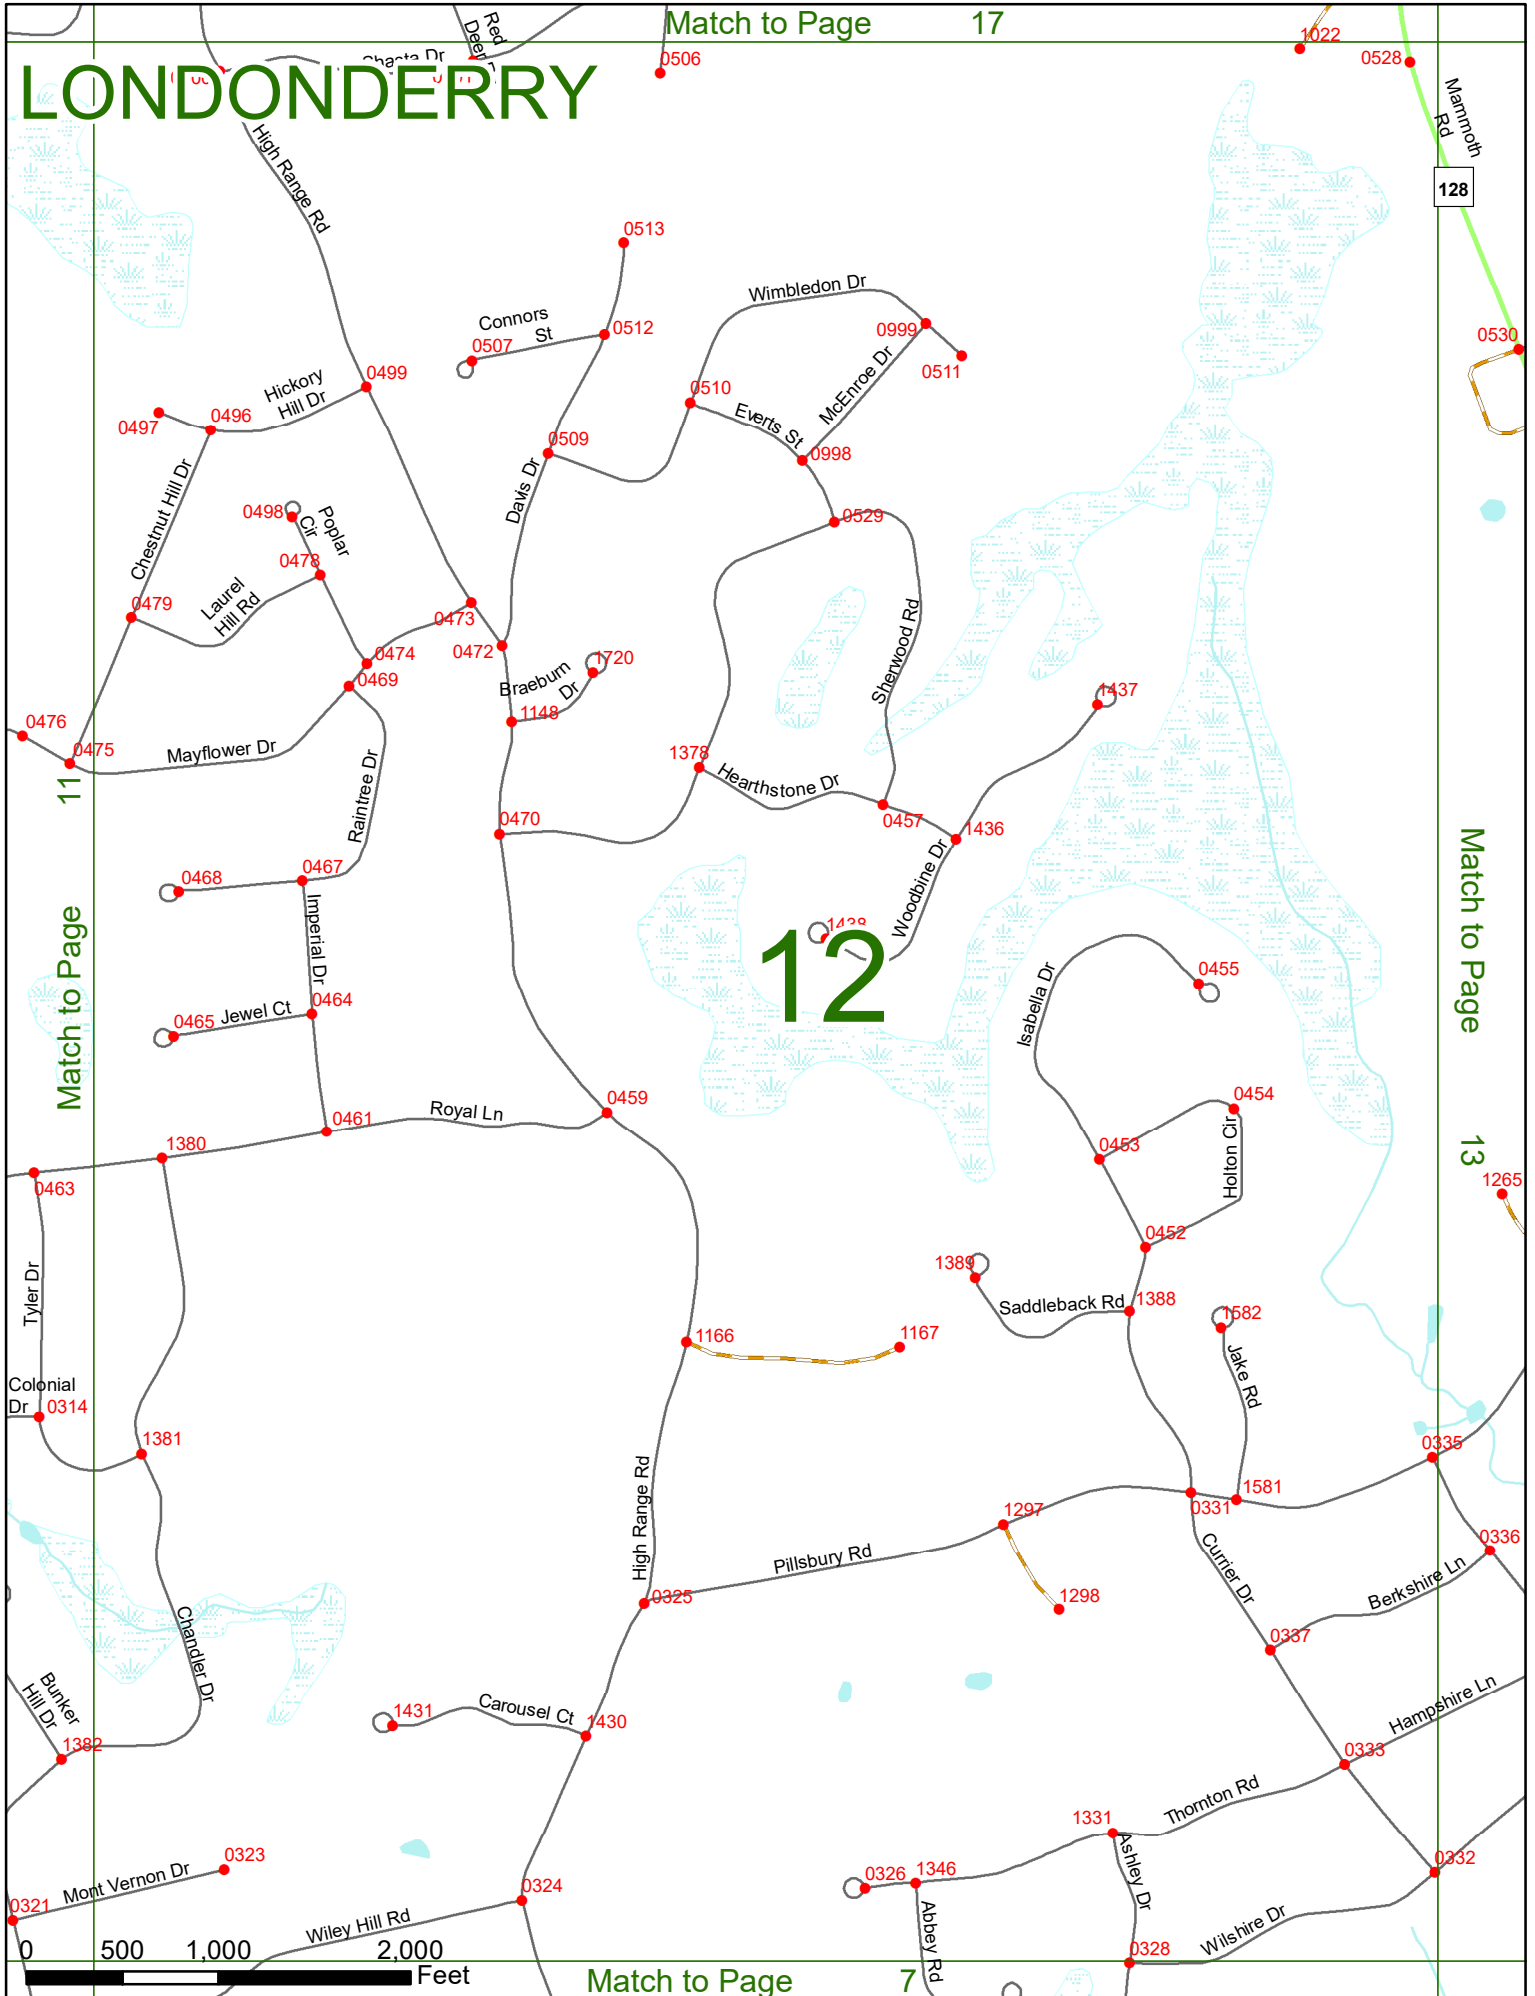 Match to Page 17
LONDONDERRY
Red
Deer
Shasta Dr
0506
1022
0528
Mammoth
Rd
128
High Range Rd
0513
Wimbledon Dr
Connors
St
0512
0507
0999
0511
0530
0499
Hickory
Hill Dr
0510
McEnroe Dr
0497
0496
Everts St
0509
0998
Chestnut Hill Dr
Davis Dr
0498
Poplar
Cir
0529
0478
Laurel
Hill Rd
0479
0473
0472
Sherwood Rd
0474
0469
Braeburn
Dr
1720
1437
0476
1148
0475
Mayflower Dr
11
Raintree Dr
1378
Hearthstone Dr
0457
1436
0470
0468
0467
Woodbine Dr
Imperial Dr
1438
12
Match to Page
Match to Page
13
0455
Isabella Dr
0465
Jewel Ct
0464
0459
0454
Royal Ln
0461
Holton Cir
0453
1380
0463
1265
0452
1389
Tyler Dr
Saddleback Rd
1388
1582
1166
1167
Jake Rd
Colonial
Dr
0314
1381
0335
High Range Rd
1581
0331
1297
0336
Pillsbury Rd
Currier Dr
Berkshire Ln
0325
1298
Chandler Dr
0337
Bunker
Hill Dr
Hampshire Ln
1431
Carousel Ct
1430
1382
0333
Thornton Rd
1331
Ashley Dr
0323
0326
1346
0332
Mont Vernon Dr
0324
0321
Wiley Hill Rd
Abbey Rd
Wilshire Dr
0328
0 500 1,000 2,000
Feet
Match to Page 7